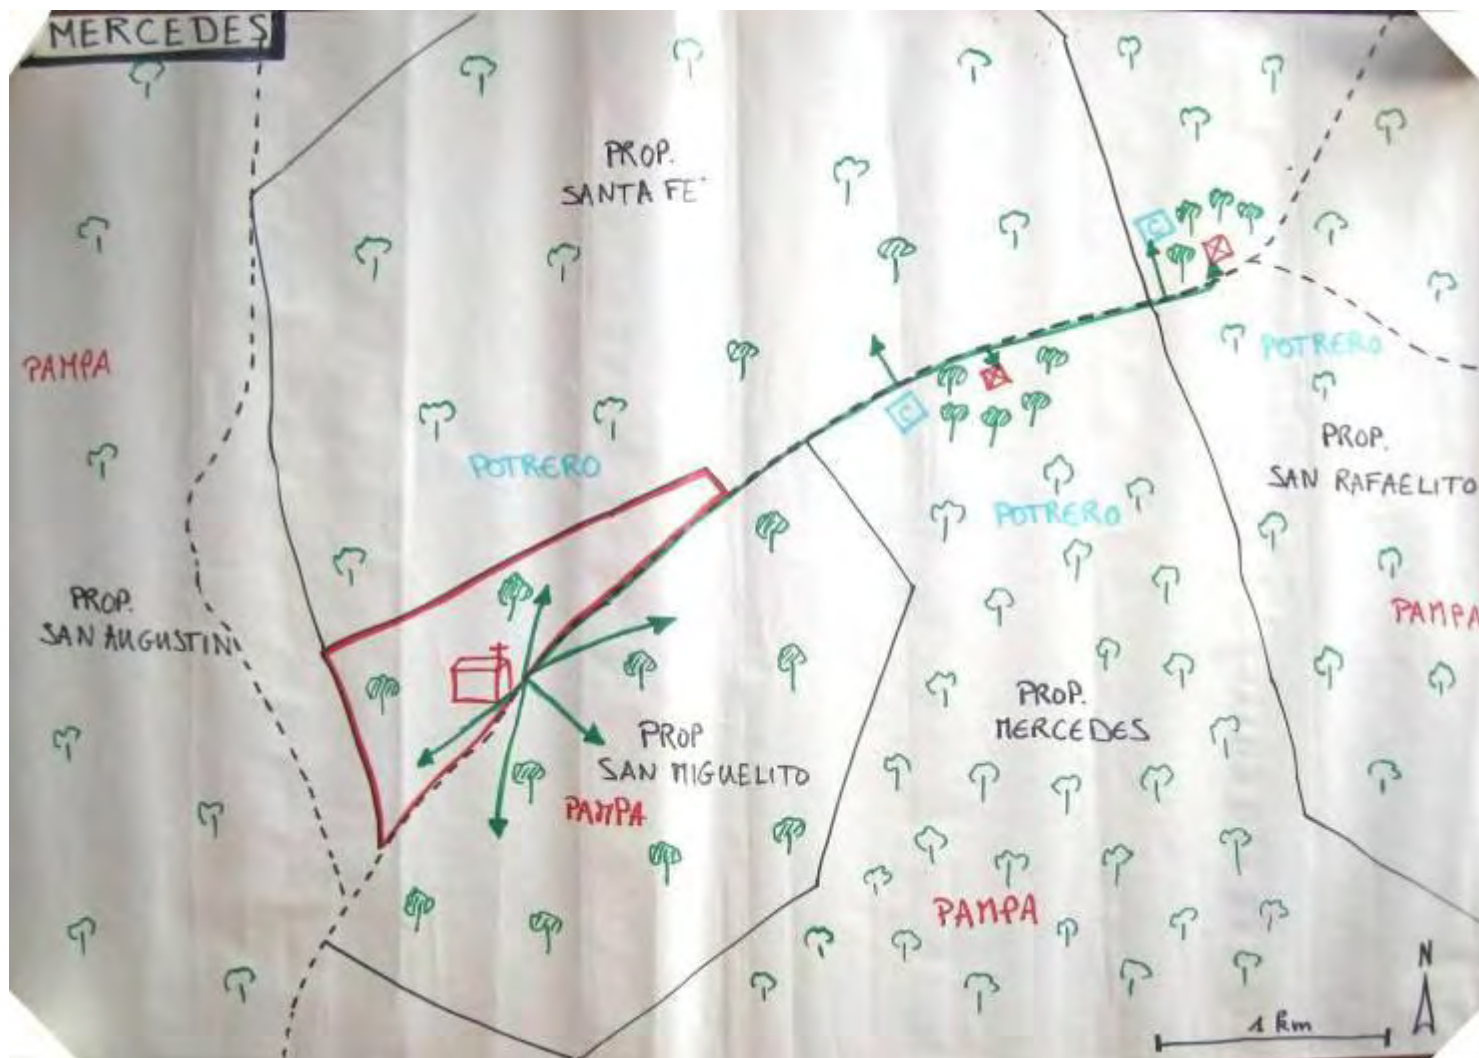 MERCEDES
PROP.
SANTA FE
PAMPA
C
POTRERO
C
POTRERO
PROP.
SAN RAFAELITO
POTRERO
PROP.
SAN AUGUSTIN
PAMPA
PROP.
MERCEDES
PROP
SAN MIGUELITO
PAMPA
PAMPA
N
1 km